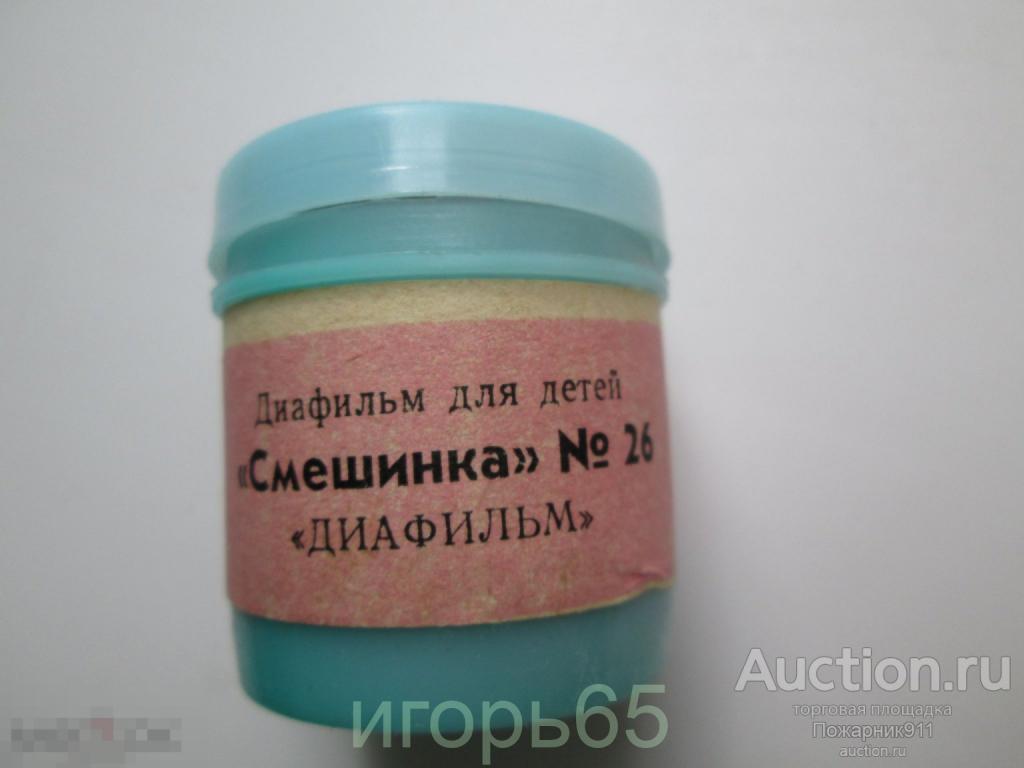 Диафильм для детей
«Смешинка» № 26
«ДИАФИЛЬМ»
Auction.ru
торговая площадка
игорь65
Пожарник911
auction.ru